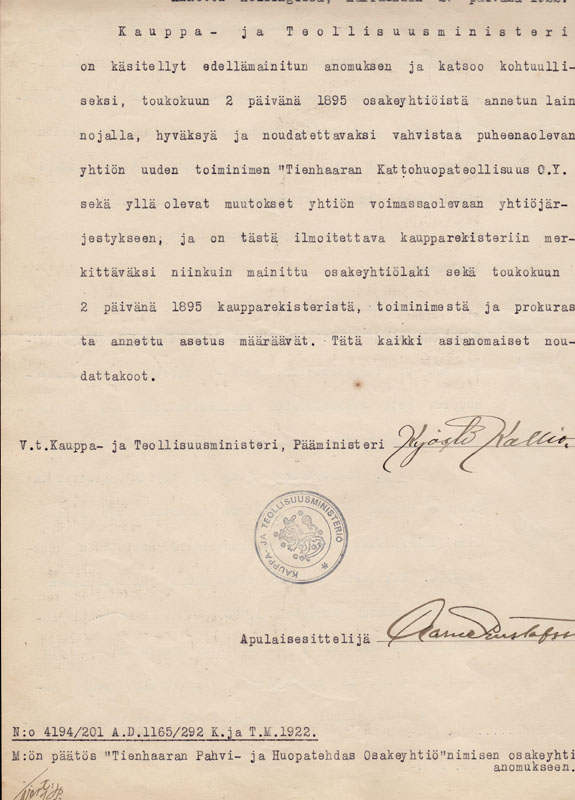 Kauppa- ja Teollisuusministeri
on käsitellyt edellämainitun anomuksen ja katsoo kohtuulli=
seksi, toukokuun 2 päivänä 1895 osakeyhtiöistä annetun lain
nojalla, hyväksyä ja noudatettavaksi vahvistaa puheenaolevan
yhtiön uuden toiminimen "Tienhaaran Kattohuopateollisuus O.Y.
sekä yllä olevat muutokset yhtiön voimassaolevaan yhtiöjär=
jestykseen, ja on tästä ilmoitettava kaupparekisteriin mer=
kittäväksi niinkuin mainittu osakeyhtiölaki sekä toukokuun
2 päivänä 1895 kaupparekisteristä, toiminimestä ja prokuras
ta annettu asetus määräävät. Tätä kaikki asianomaiset nou=
dattakoot.
V.t.Kauppa- ja Teollisuusministeri, Pääministeri Kyösti Kallio.
KAUPPA- JA TEOLLISUUSMINISTERIÖ
Apulaisesittelijä Aarne
N:o 4194/201 A.D.1165/292 K.ja T.M.1922.
M:ön päätös "Tienhaaran Pahvi- ja Huopatehdas Osakeyhtiö"nimisen osakeyhti
anomukseen.